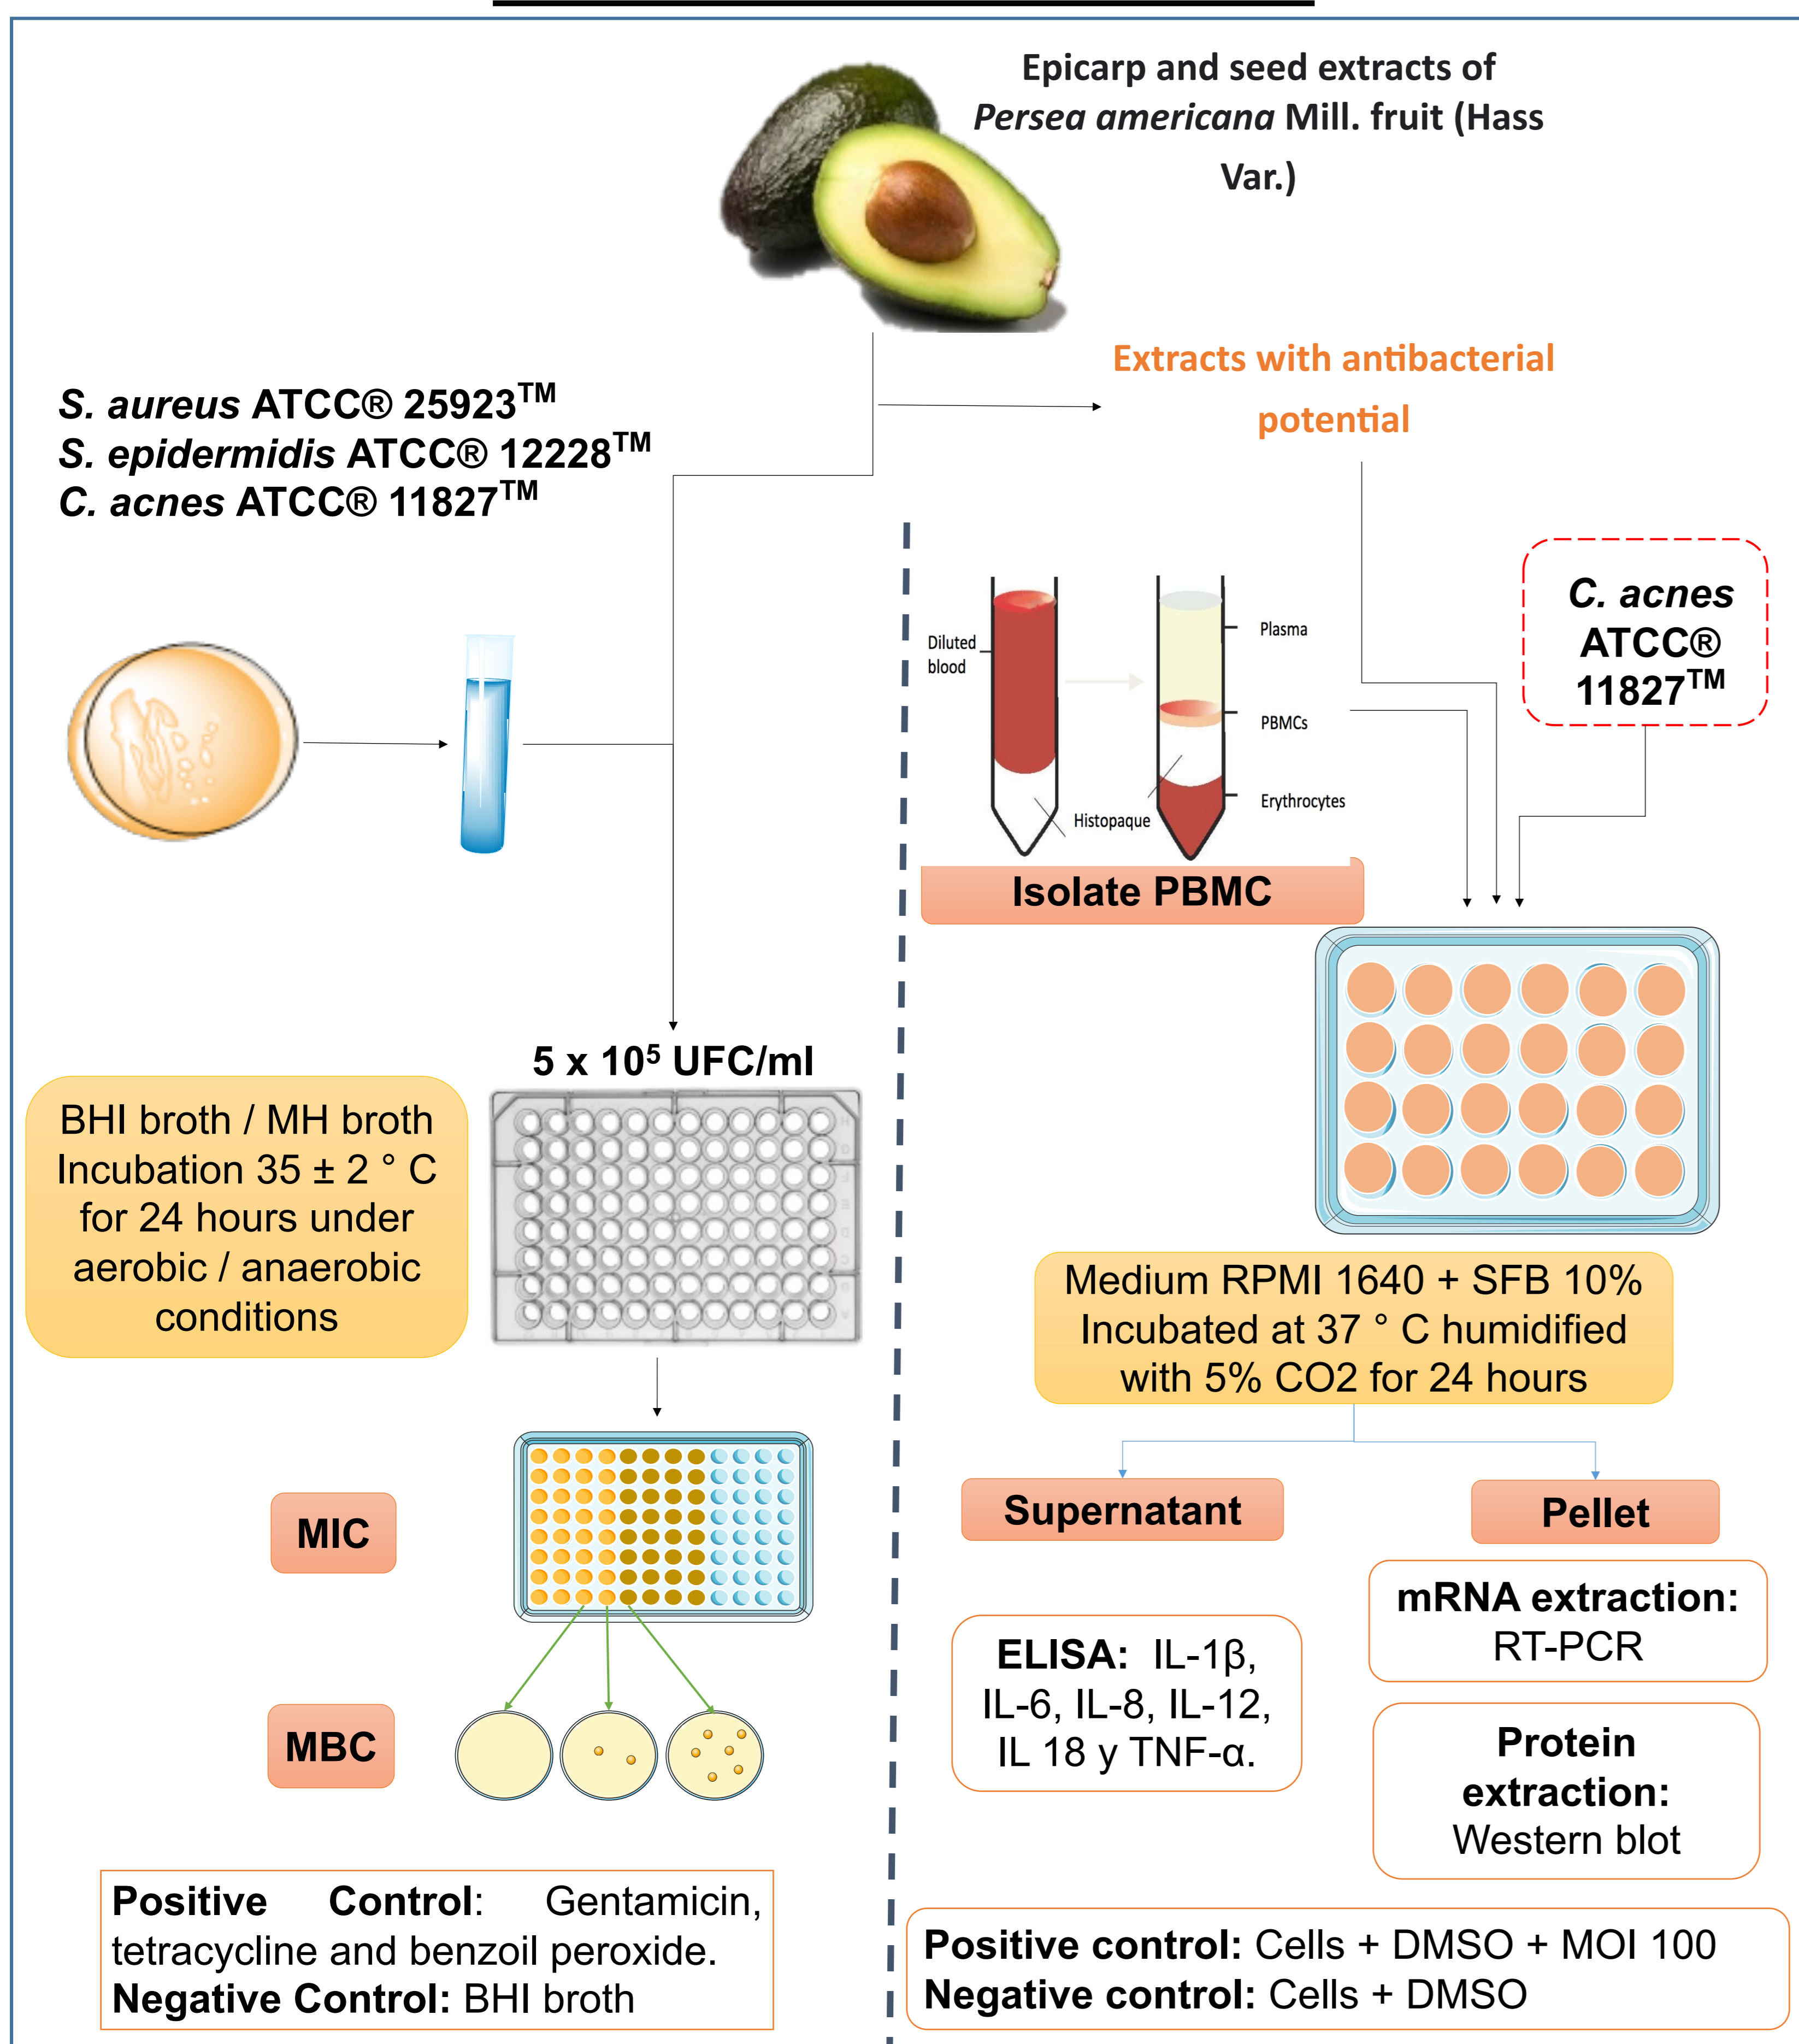 Epicarp and seed extracts of
Persea americana Mill. fruit (Hass
Var.)
Extracts with antibacterial
potential
S. aureus ATCC® 25923TM
S. epidermidis ATCC® 12228TM
C. acnes ATCC® 11827TM
C. acnes
ATCC®
11827TM
Diluted
blood
Plasma
PBMCs
Erythrocytes
Histopaque
Isolate PBMC
5 x 10⁵ UFC/ml
BHI broth / MH broth
Incubation 35 ± 2 ° C
for 24 hours under
aerobic / anaerobic
conditions
MIC
MBC
Positive Control: Gentamicin,
tetracycline and benzoil peroxide.
Negative Control: BHI broth
Medium RPMI 1640 + SFB 10%
Incubated at 37 ° C humidified
with 5% CO2 for 24 hours
Supernatant
Pellet
ELISA: IL-1β,
IL-6, IL-8, IL-12,
IL 18 y TNF-α.
mRNA extraction:
RT-PCR
Protein
extraction:
Western blot
Positive control: Cells + DMSO + MOI 100
Negative control: Cells + DMSO